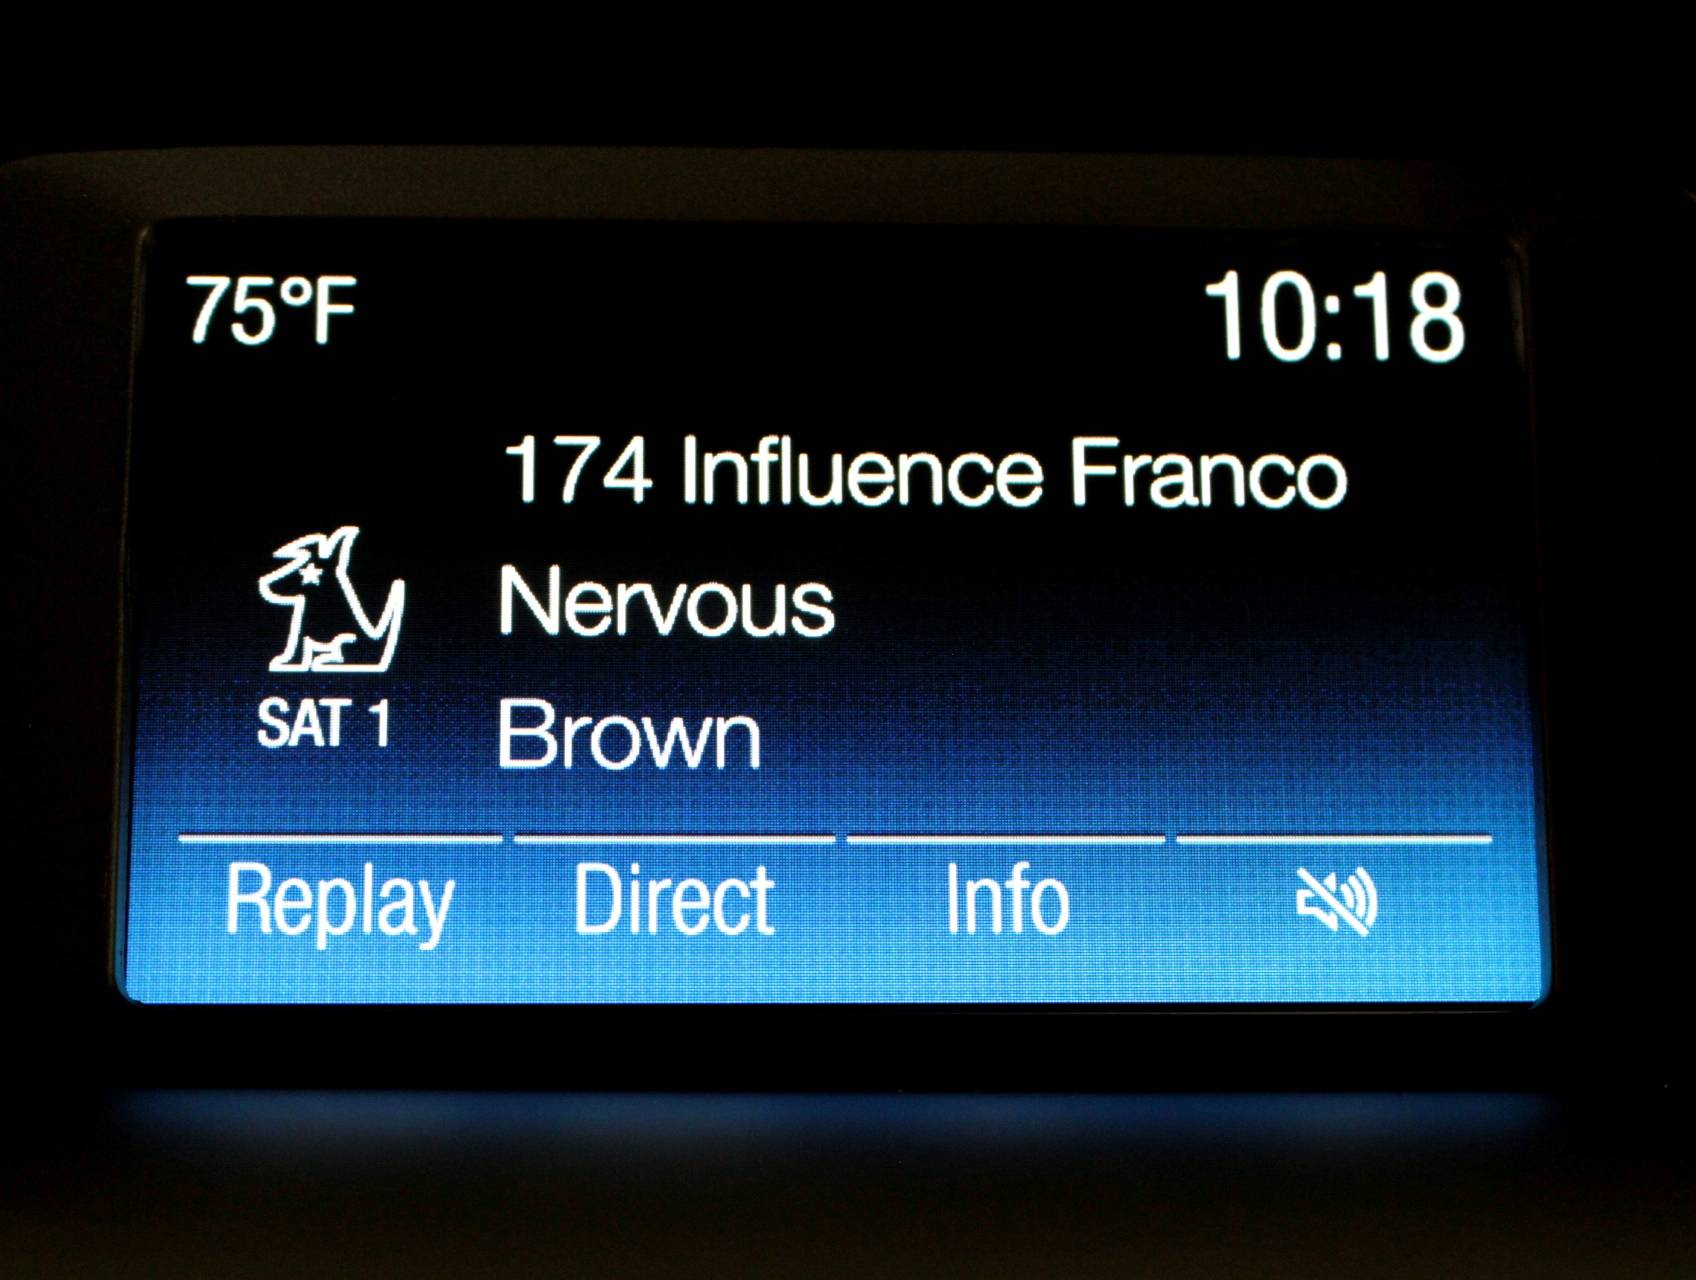 75°F
10:18
174 Influence Franco
Nervous
SAT 1
Brown
Replay
Direct
Info